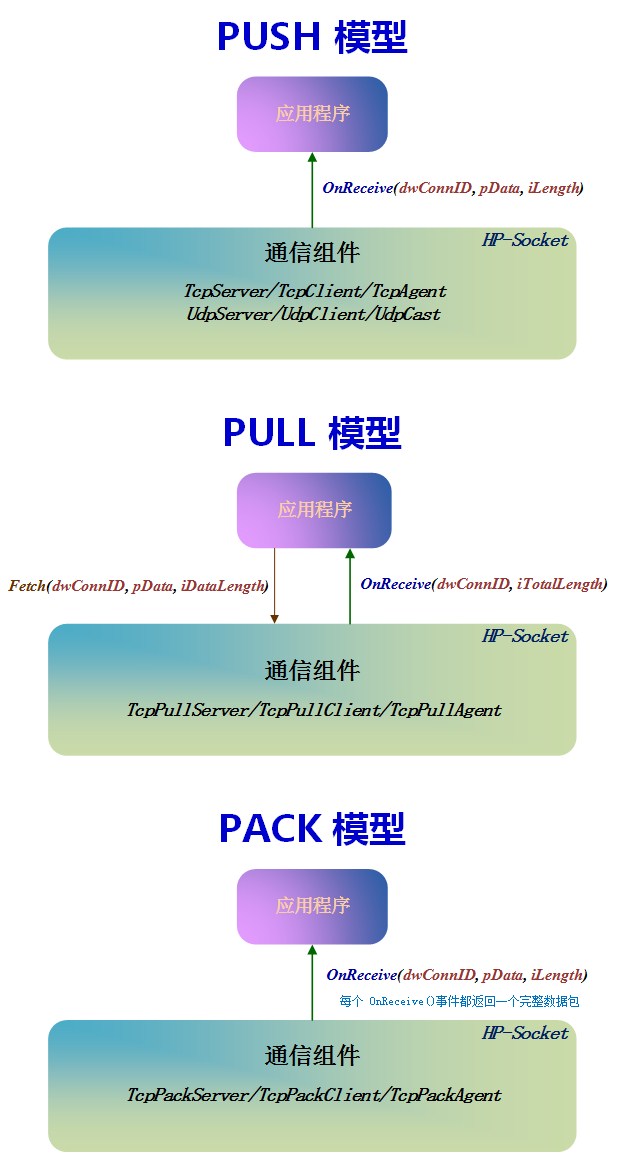 PUSH 模型
应用程序
OnReceive(dwConnID, pData, iLength)
HP-Socket
通信组件
TcpServer/TcpClient/TcpAgent
UdpServer/UdpClient/UdpCast
PULL 模型
应用程序
Fetch(dwConnID, pData, iDataLength)
OnReceive(dwConnID, iTotalLength)
HP-Socket
通信组件
TcpPullServer/TcpPullClient/TcpPullAgent
PACK 模型
应用程序
OnReceive(dwConnID, pData, iLength)
每个 OnReceive()事件都返回一个完整数据包
HP-Socket
通信组件
TcpPackServer/TcpPackClient/TcpPackAgent